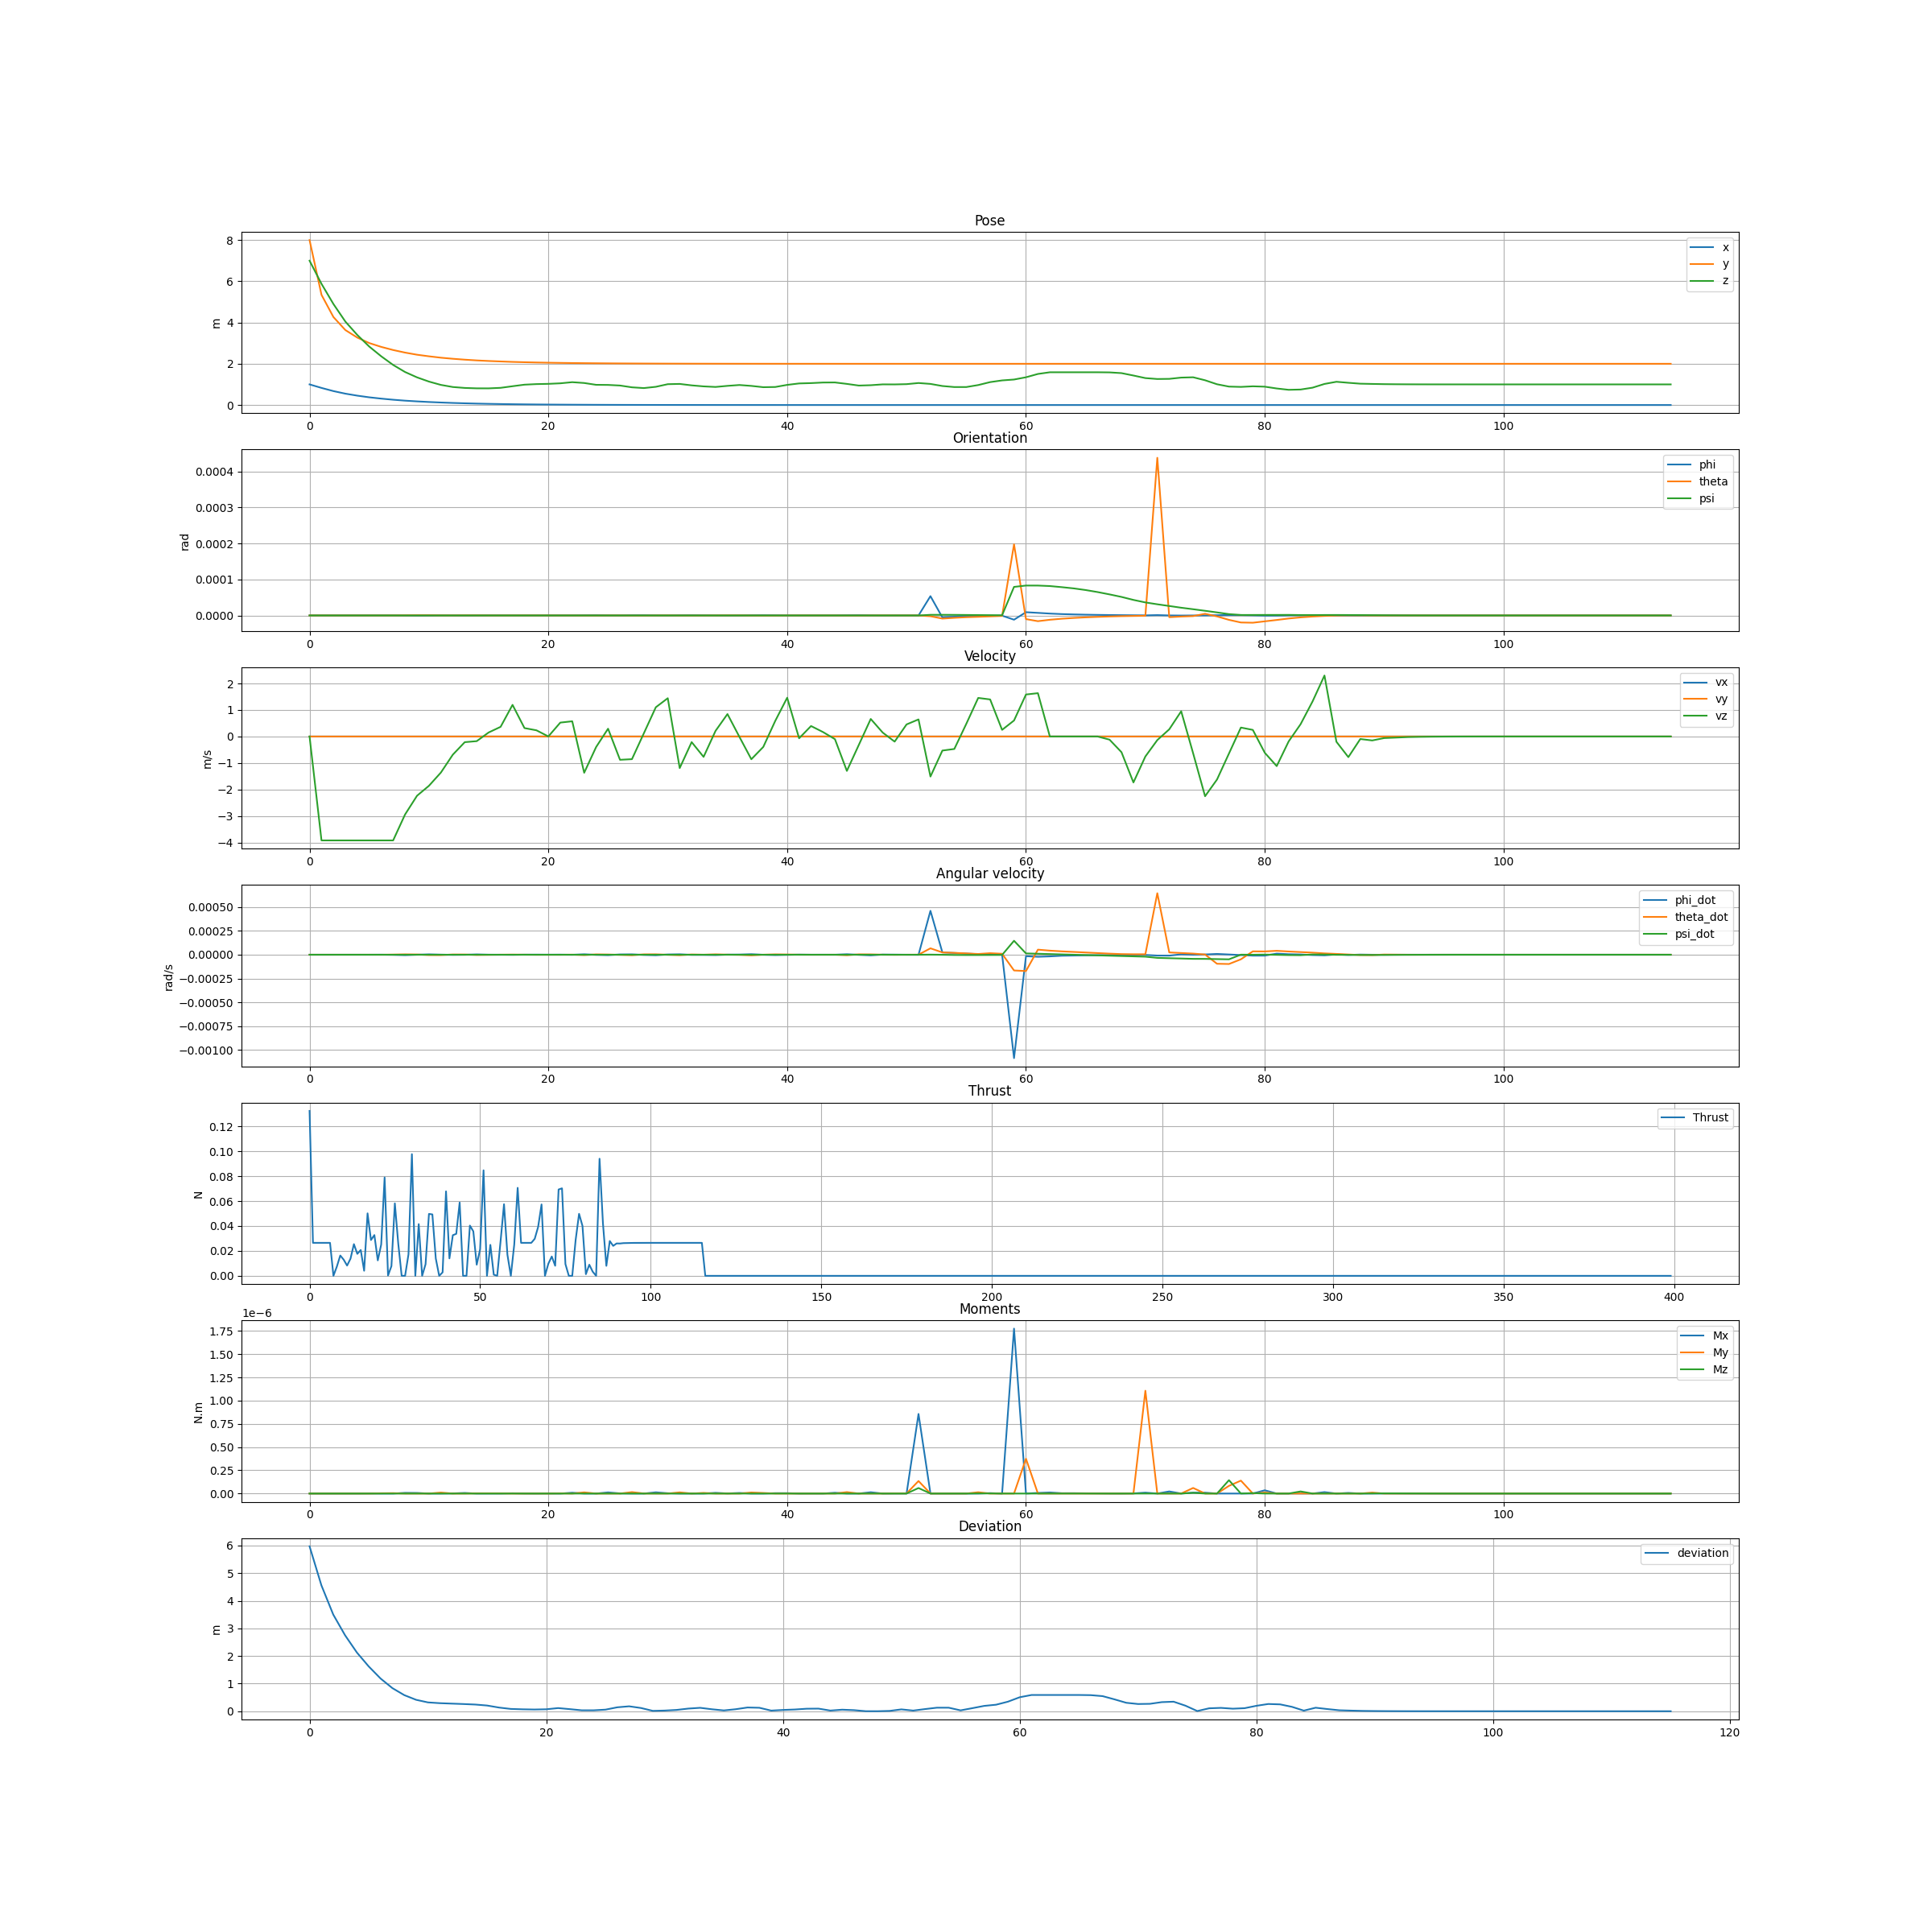 Pose
8
6
4
2
0
m
x
y
z
0 20 40 60 80 100
Orientation
0.0004
0.0003
0.0002
0.0001
0.0000
rad
phi
theta
psi
0 20 40 60 80 100
Velocity
2
1
0
−1
−2
−3
−4
m/s
vx
vy
vz
0 20 40 60 80 100
Angular velocity
0.00050
0.00025
0.00000
−0.00025
−0.00050
−0.00075
−0.00100
rad/s
phi_dot
theta_dot
psi_dot
0 20 40 60 80 100
Thrust
0.12
0.10
0.08
0.06
0.04
0.02
0.00
N
Thrust
0 50 100 150 200 250 300 350 400
Moments
1e−6
1.75
1.50
1.25
1.00
0.75
0.50
0.25
0.00
N.m
Mx
My
Mz
0 20 40 60 80 100
Deviation
6
5
4
3
2
1
0
m
deviation
0 20 40 60 80 100 120